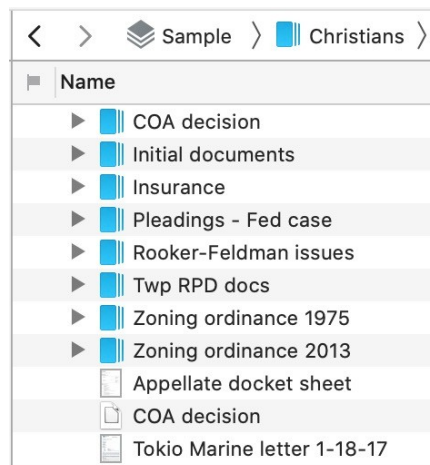 Sample Christians
Name
COA decision
Initial documents
Insurance
Pleadings - Fed case
Rooker-Feldman issues
Twp RPD docs
Zoning ordinance 1975
Zoning ordinance 2013
Appellate docket sheet
COA decision
Tokio Marine letter 1-18-17